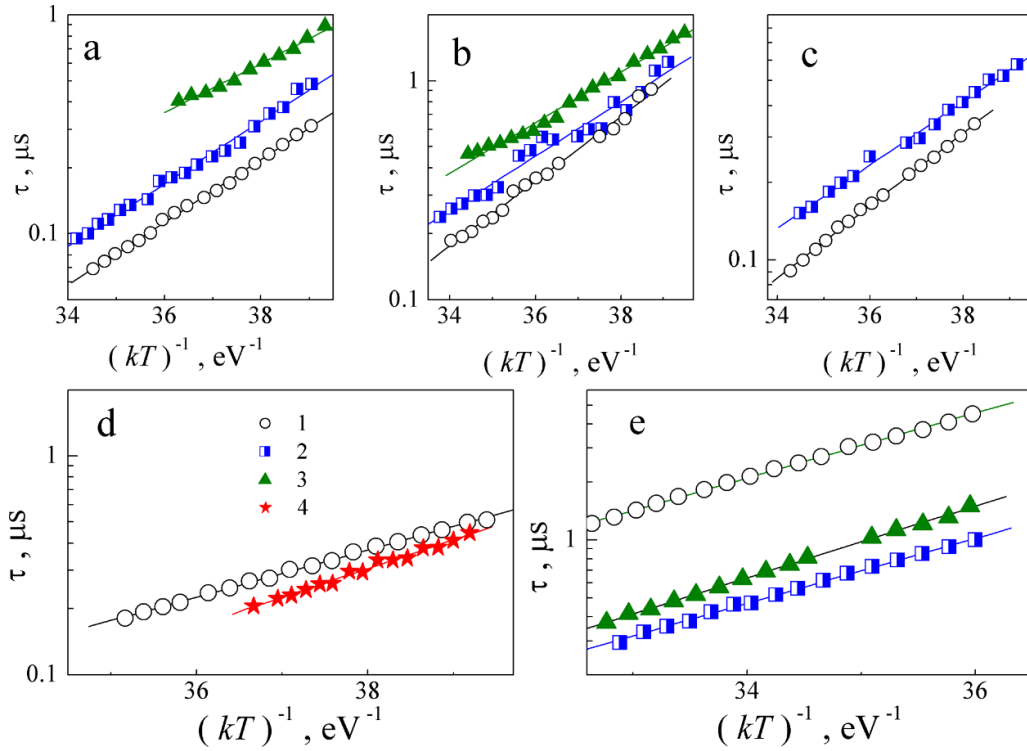 a
1
0.1
τ , μs
34 36 38
(kT)⁻¹ , eV⁻¹
b
1
0.1
τ , μs
34 36 38
(kT)⁻¹ , eV⁻¹
c
1
0.1
τ , μs
34 36 38
(kT)⁻¹ , eV⁻¹
d
1
2
3
4
1
0.1
τ , μs
36 38
(kT)⁻¹ , eV⁻¹
e
1
τ , μs
34 36
(kT)⁻¹ , eV⁻¹